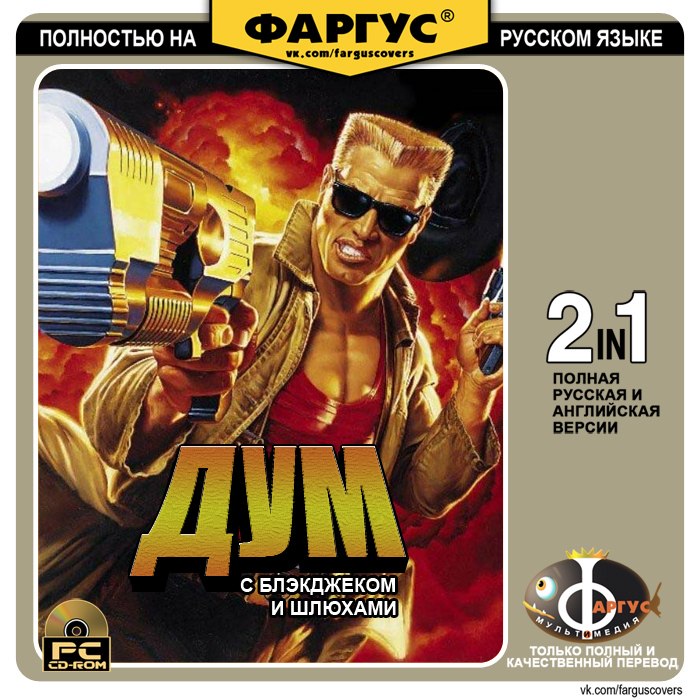 ПОЛНОСТЬЮ НА
ФАРГУС®
vk.com/farguscovers
РУССКОМ ЯЗЫКЕ
2IN1
ПОЛНАЯ
РУССКАЯ И
АНГЛИЙСКАЯ
ВЕРСИИ
ДУМ
С БЛЭКДЖЕКОМ
И ШЛЮХАМИ
PC
CD-ROM
ФАРГУС
МУЛЬТИМЕДИЯ
ТОЛЬКО ПОЛНЫЙ И
КАЧЕСТВЕННЫЙ ПЕРЕВОД
vk.com/farguscovers